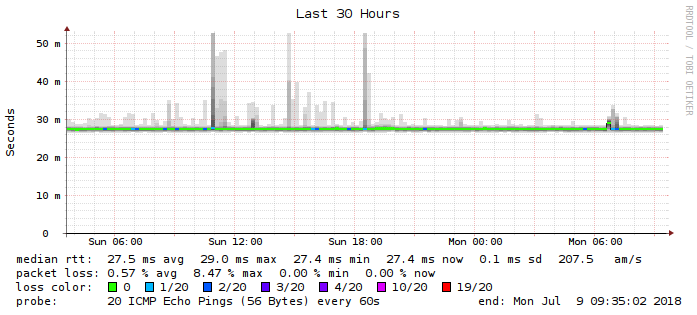 Last 30 Hours
RRDTOOL / TOBI OETIKER
Seconds
50 m
40 m
30 m
20 m
10 m
0
Sun 06:00 Sun 12:00 Sun 18:00 Mon 00:00 Mon 06:00
median rtt: 27.5 ms avg 29.0 ms max 27.4 ms min 27.4 ms now 0.1 ms sd 207.5 am/s
packet loss: 0.57 % avg 8.47 % max 0.00 % min 0.00 % now
loss color: 0 1/20 2/20 3/20 4/20 10/20 19/20
probe: 20 ICMP Echo Pings (56 Bytes) every 60s end: Mon Jul 9 09:35:02 2018